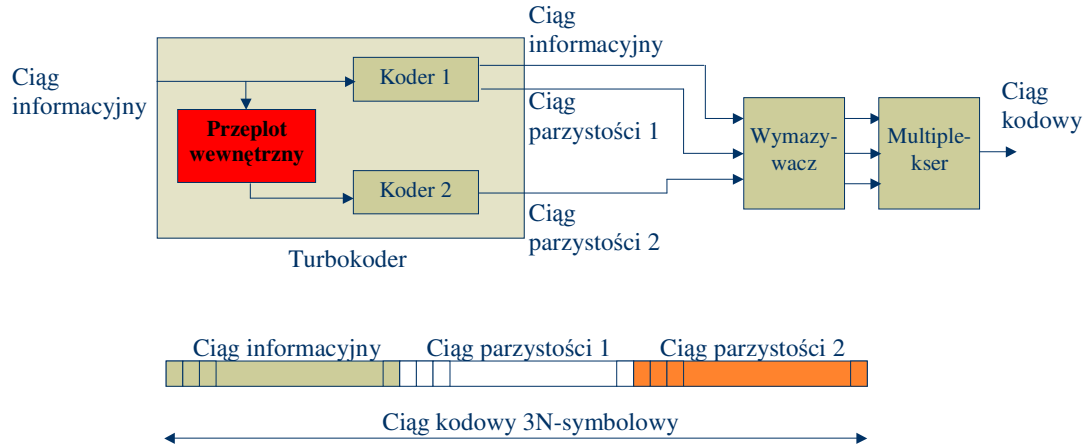 Ciąg
informacyjny
Ciąg
informacyjny
Koder 1
Ciąg
parzystości 1
Przeplot
wewnętrzny
Koder 2
Ciąg
parzystości 2
Wymazy-
wacz
Multiple-
kser
Ciąg
kodowy
Turbokoder
Ciąg informacyjny
Ciąg parzystości 1
Ciąg parzystości 2
Ciąg kodowy 3N-symbolowy